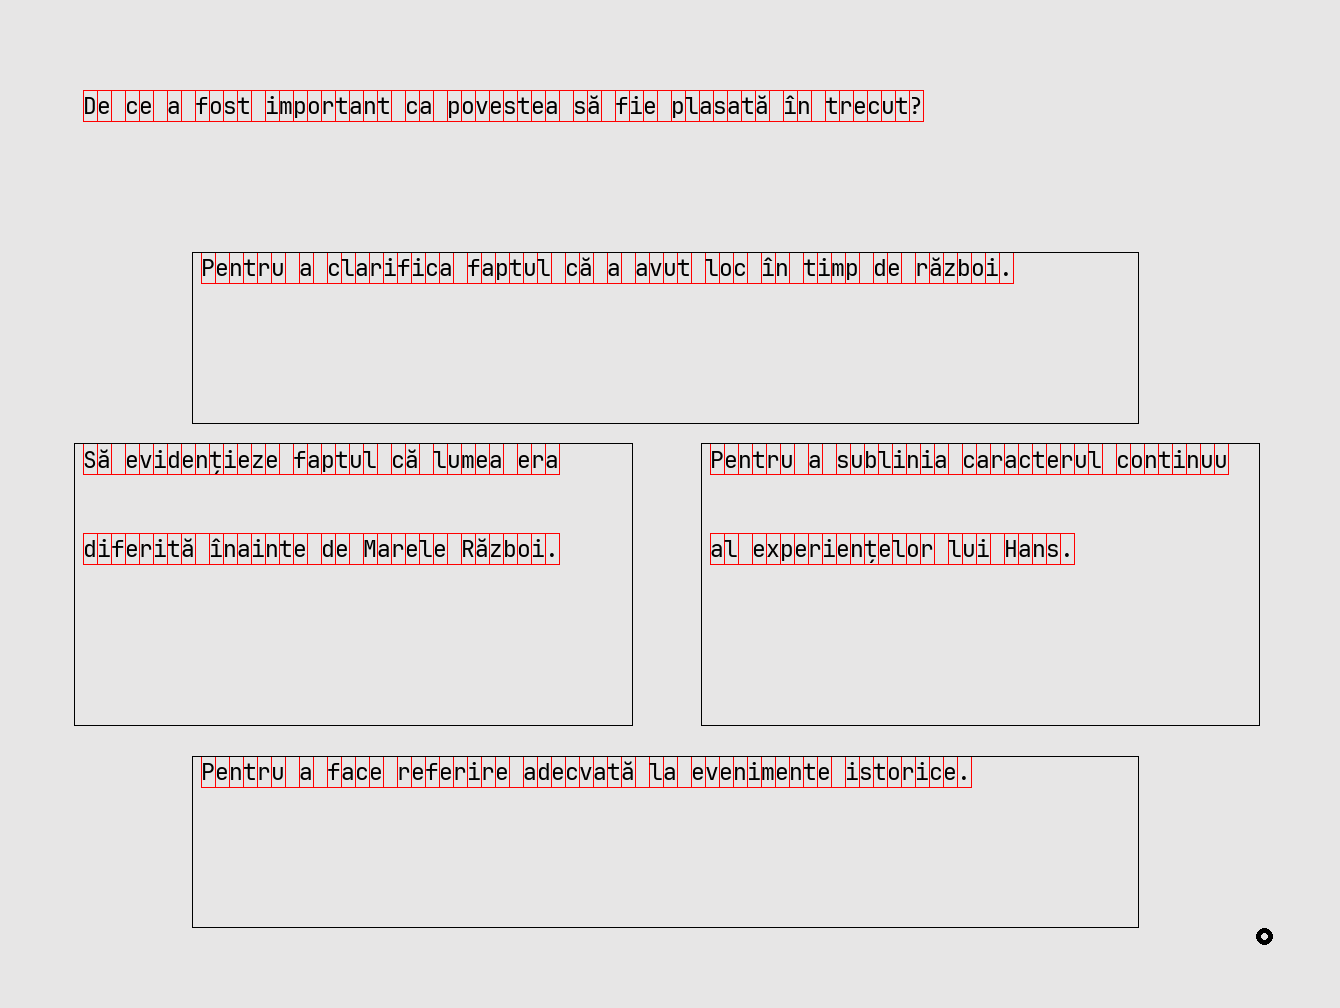 De ce a fost important ca povestea să fie plasată în trecut?
Pentru a clarifica faptul că a avut loc în timp de război.
Să evidențieze faptul că lumea era
diferită înainte de Marele Război.
Pentru a sublinia caracterul continuu
al experiențelor lui Hans.
Pentru a face referire adecvată la evenimente istorice.